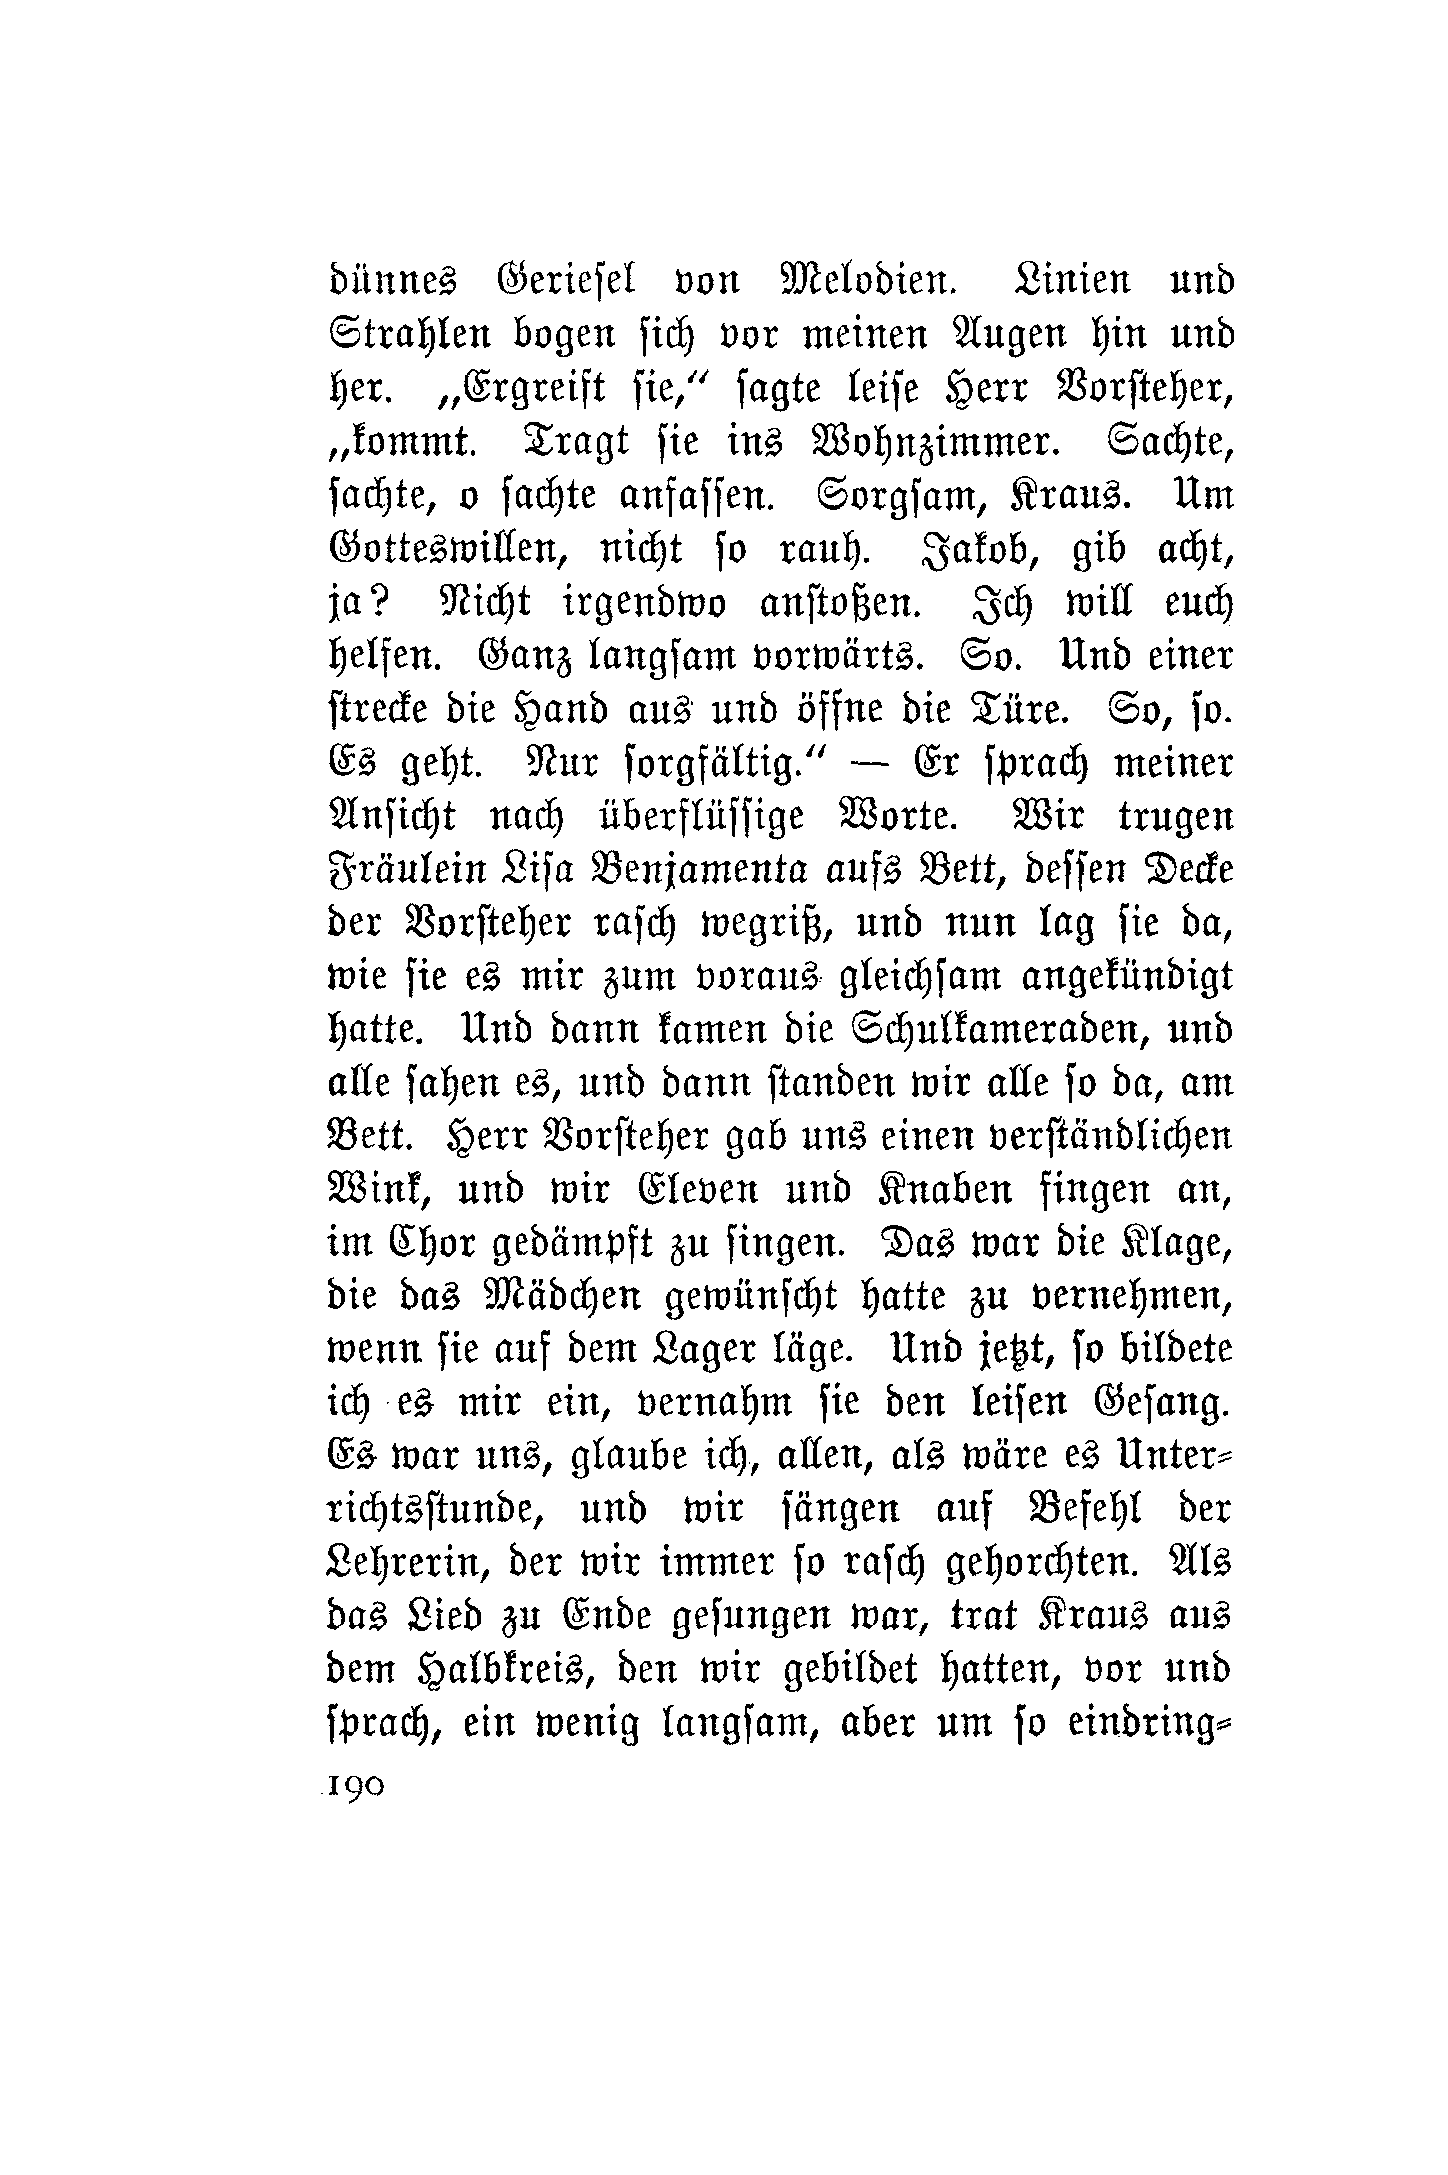 dünnes Gerieſel von Melodien. Linien und
Strahlen bogen ſich vor meinen Augen hin und
her. „Ergreift ſie,“ ſagte leiſe Herr Vorſteher,
„kommt. Tragt ſie ins Wohnzimmer. Sachte,
ſachte, o ſachte anfaſſen. Sorgſam, Kraus. Um
Gotteswillen, nicht ſo rauh. Jakob, gib acht,
ja? Nicht irgendwo anſtoßen. Ich will euch
helfen. Ganz langſam vorwärts. So. Und einer
ſtrecke die Hand aus und öffne die Türe. So, ſo.
Es geht. Nur ſorgfältig.“ — Er ſprach meiner
Anſicht nach überflüſſige Worte. Wir trugen
Fräulein Liſa Benjamenta aufs Bett, deſſen Decke
der Vorſteher raſch wegriß, und nun lag ſie da,
wie ſie es mir zum voraus gleichſam angekündigt
hatte. Und dann kamen die Schulkameraden, und
alle ſahen es, und dann ſtanden wir alle ſo da, am
Bett. Herr Vorſteher gab uns einen verſtändlichen
Wink, und wir Eleven und Knaben fingen an,
im Chor gedämpft zu ſingen. Das war die Klage,
die das Mädchen gewünſcht hatte zu vernehmen,
wenn ſie auf dem Lager läge. Und jetzt, ſo bildete
ich es mir ein, vernahm ſie den leiſen Geſang.
Es war uns, glaube ich, allen, als wäre es Unter⸗
richtsſtunde, und wir ſängen auf Befehl der
Lehrerin, der wir immer ſo raſch gehorchten. Als
das Lied zu Ende geſungen war, trat Kraus aus
dem Halbkreis, den wir gebildet hatten, vor und
ſprach, ein wenig langſam, aber um ſo eindring⸗
190